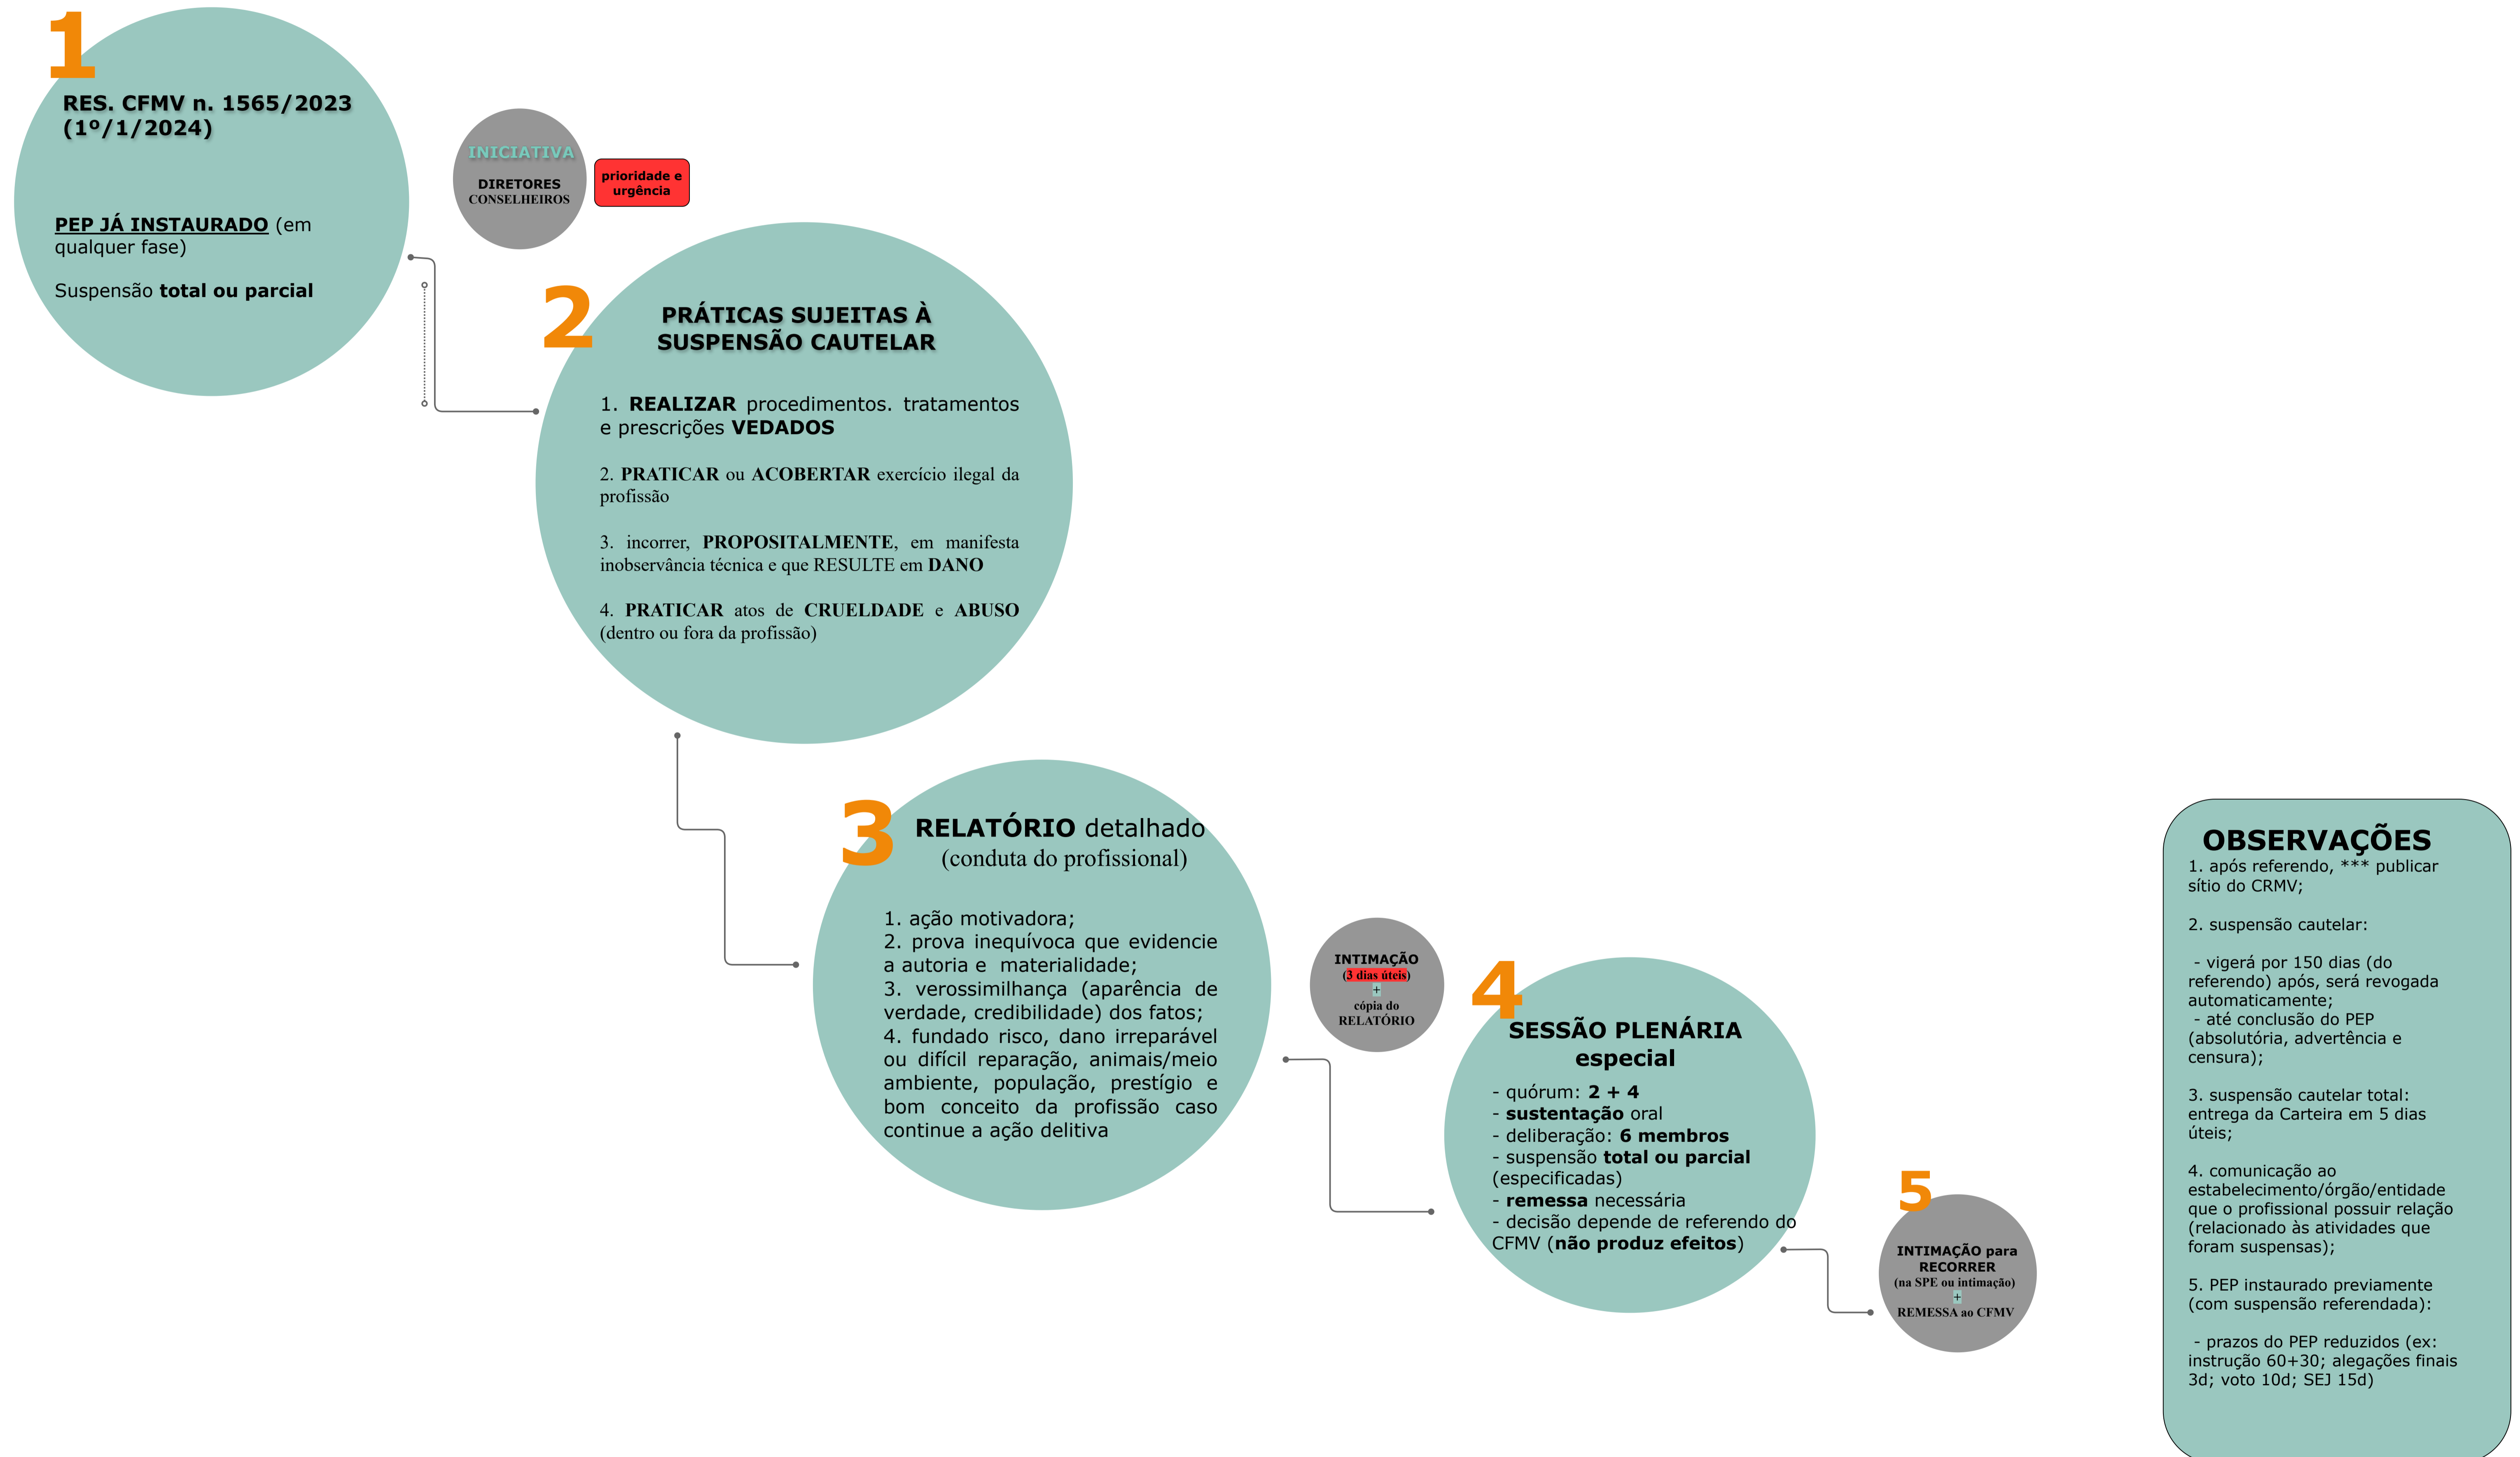 1
RES. CFMV n. 1565/2023
(1º/1/2024)
PEP JÁ INSTAURADO (em
qualquer fase)
Suspensão total ou parcial
INICIATIVA
DIRETORES
CONSELHEIROS
prioridade e
urgência
2
PRÁTICAS SUJEITAS À
SUSPENSÃO CAUTELAR
1. REALIZAR procedimentos. tratamentos
e prescrições VEDADOS
2. PRATICAR ou ACOBERTAR exercício ilegal da
profissão
3. incorrer, PROPOSITALMENTE, em manifesta
inobservância técnica e que RESULTE em DANO
4. PRATICAR atos de CRUELDADE e ABUSO
(dentro ou fora da profissão)
3
RELATÓRIO detalhado
(conduta do profissional)
1. ação motivadora;
2. prova inequívoca que evidencie
a autoria e materialidade;
3. verossimilhança (aparência de
verdade, credibilidade) dos fatos;
4. fundado risco, dano irreparável
ou difícil reparação, animais/meio
ambiente, população, prestígio e
bom conceito da profissão caso
continue a ação delitiva
INTIMAÇÃO
(3 dias úteis)
+
cópia do
RELATÓRIO
4
SESSÃO PLENÁRIA
especial
- quórum: 2 + 4
- sustentação oral
- deliberação: 6 membros
- suspensão total ou parcial
(especificadas)
- remessa necessária
- decisão depende de referendo do
CFMV (não produz efeitos)
5
INTIMAÇÃO para
RECORRER
(na SPE ou intimação)
+
REMESSA ao CFMV
OBSERVAÇÕES
1. após referendo, *** publicar
sítio do CRMV;
2. suspensão cautelar:
- vigerá por 150 dias (do
referendo) após, será revogada
automaticamente;
- até conclusão do PEP
(absolutória, advertência e
censura);
3. suspensão cautelar total:
entrega da Carteira em 5 dias
úteis;
4. comunicação ao
estabelecimento/órgão/entidade
que o profissional possuir relação
(relacionado às atividades que
foram suspensas);
5. PEP instaurado previamente
(com suspensão referendada):
- prazos do PEP reduzidos (ex:
instrução 60+30; alegações finais
3d; voto 10d; SEJ 15d)